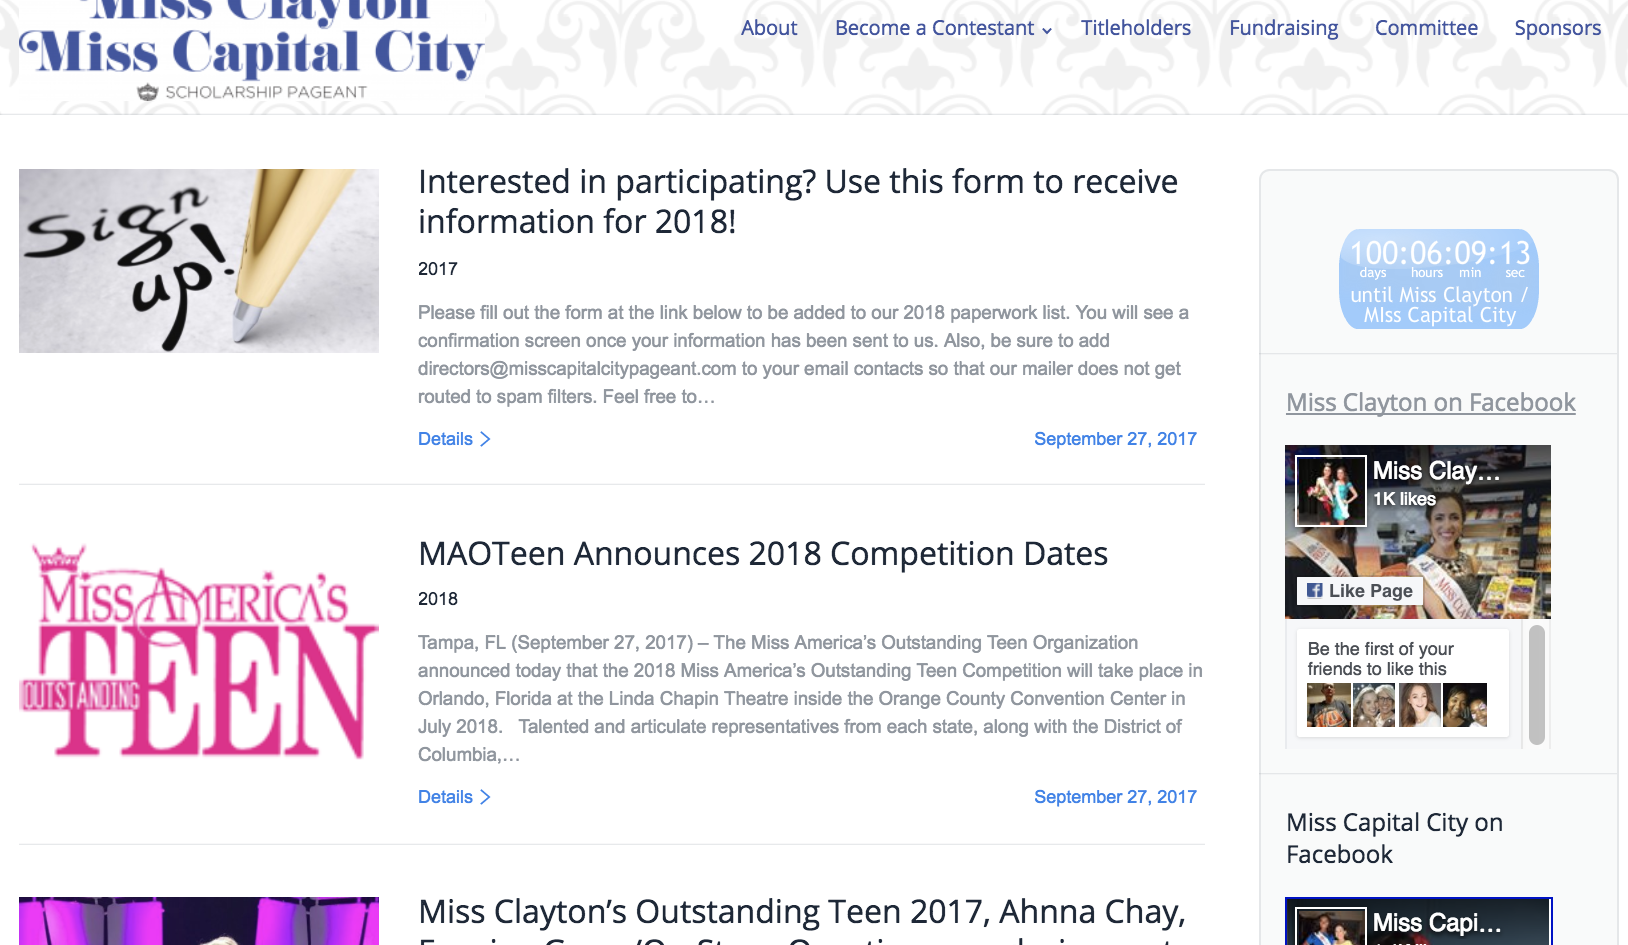 Miss Clayton
Miss Capital City
SCHOLARSHIP PAGEANT
About Become a Contestant Titleholders Fundraising Committee Sponsors
sign up!
Interested in participating? Use this form to receive
information for 2018!
2017
Please fill out the form at the link below to be added to our 2018 paperwork list. You will see a
confirmation screen once your information has been sent to us. Also, be sure to add
directors@misscapitalcitypageant.com to your email contacts so that our mailer does not get
routed to spam filters. Feel free to…
Details
September 27, 2017
MISS AMERICA'S
OUTSTANDING
TEEN
MAOTeen Announces 2018 Competition Dates
2018
Tampa, FL (September 27, 2017) – The Miss America’s Outstanding Teen Organization
announced today that the 2018 Miss America’s Outstanding Teen Competition will take place in
Orlando, Florida at the Linda Chapin Theatre inside the Orange County Convention Center in
July 2018.   Talented and articulate representatives from each state, along with the District of
Columbia,…
Details
September 27, 2017
Miss Clayton’s Outstanding Teen 2017, Ahnna Chay,
100:06:09:13
days hours min sec
until Miss Clayton /
MIss Capital City
Miss Clayton on Facebook
Miss Clay...
1K likes
Like Page
Be the first of your
friends to like this
Miss Capital City on
Facebook
Miss Capi...